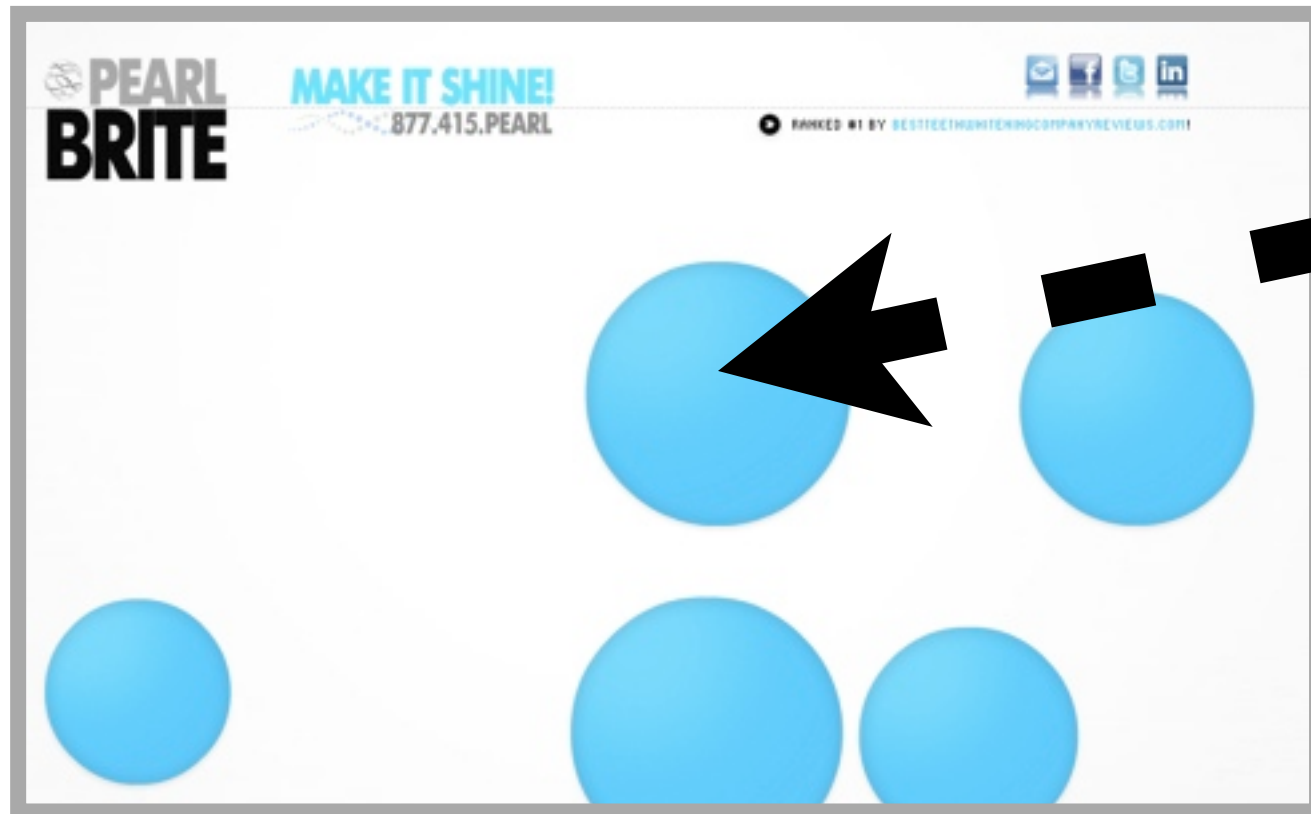 PEARL
BRITE
MAKE IT SHINE!
877.415.PEARL
RANKED #1 BY BESTTEETHWHITENINGCOMPANYREVIEWS.COM!